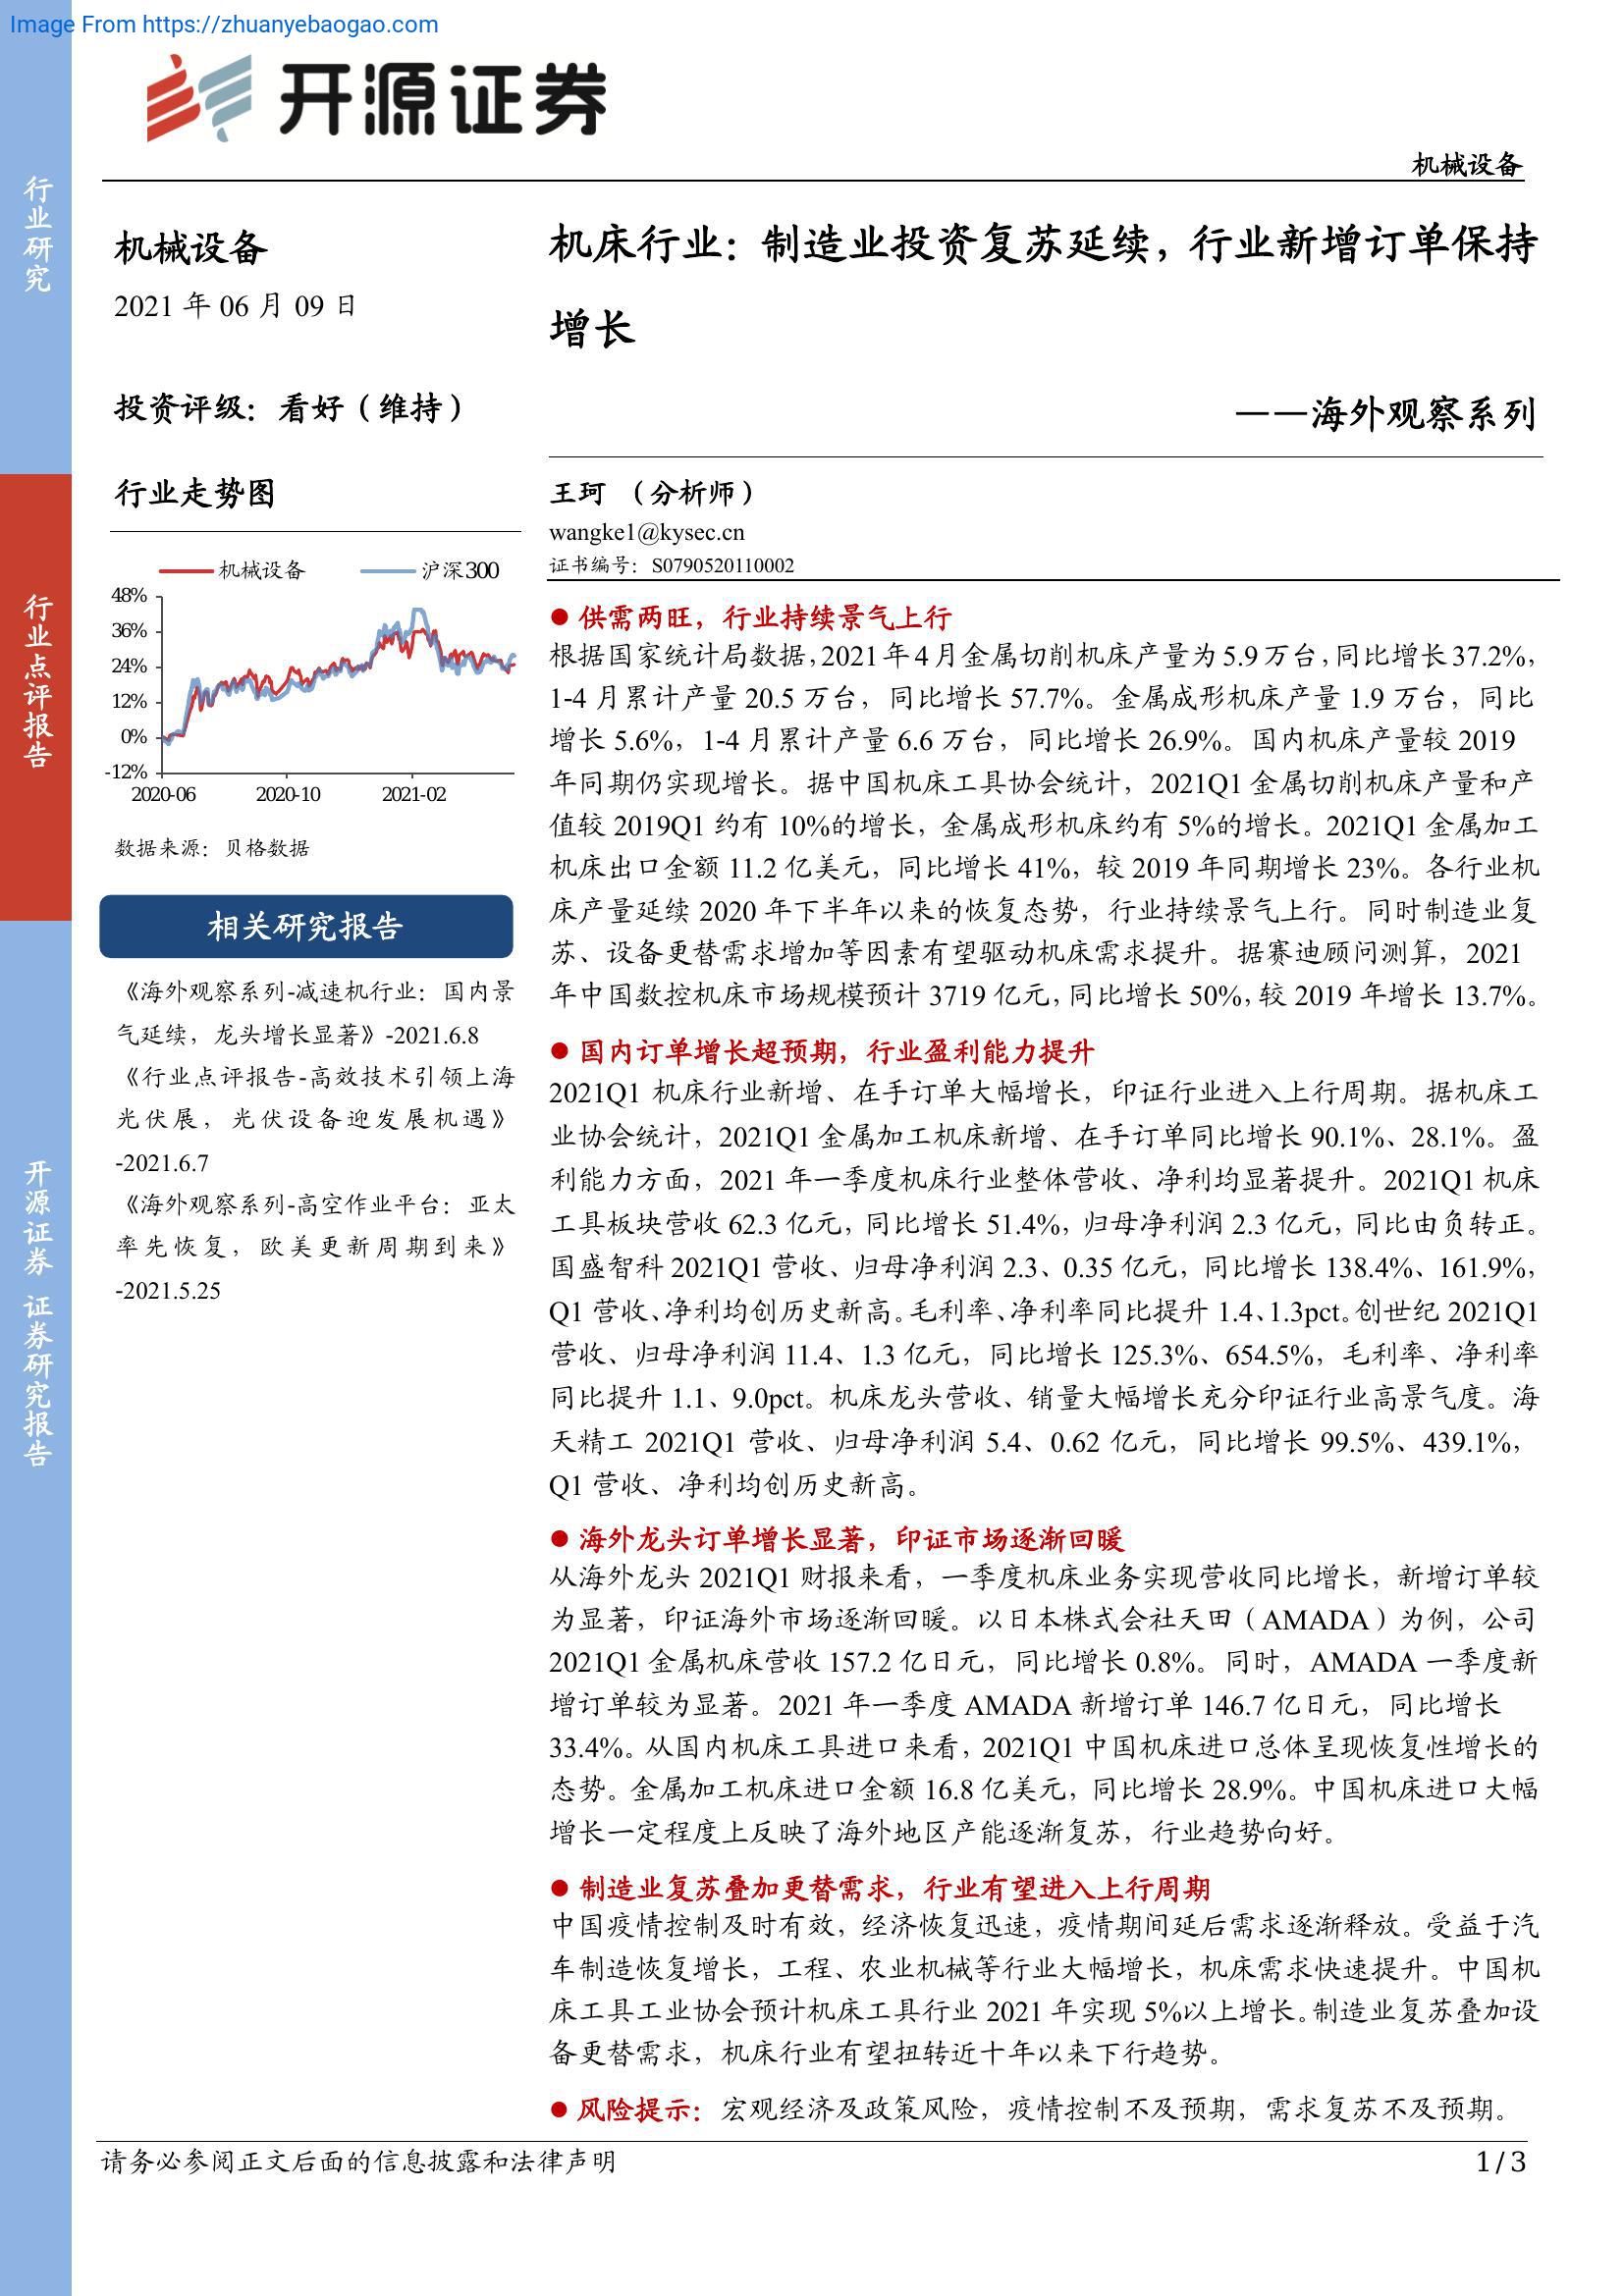 Image From https://zhuanyebaogao.com
开源证券
机械设备
行业研究
行业点评报告
开源证券 证券研究报告
机械设备
2021 年 06 月 09 日
投资评级：看好（维持）
行业走势图
机械设备 沪深300
48%
36%
24%
12%
0%
-12%
2020-06 2020-10 2021-02
数据来源：贝格数据
相关研究报告
《海外观察系列-减速机行业：国内景
气延续，龙头增长显著》-2021.6.8
《行业点评报告-高效技术引领上海
光伏展，光伏设备迎发展机遇》
-2021.6.7
《海外观察系列-高空作业平台：亚太
率先恢复，欧美更新周期到来》
-2021.5.25
机床行业：制造业投资复苏延续，行业新增订单保持
增长
——海外观察系列
王珂 （分析师）
wangke1@kysec.cn
证书编号：S0790520110002
● 供需两旺，行业持续景气上行
根据国家统计局数据，2021 年 4 月金属切削机床产量为 5.9 万台，同比增长 37.2%，
1-4 月累计产量 20.5 万台，同比增长 57.7%。金属成形机床产量 1.9 万台，同比
增长 5.6%，1-4 月累计产量 6.6 万台，同比增长 26.9%。国内机床产量较 2019
年同期仍实现增长。据中国机床工具协会统计，2021Q1 金属切削机床产量和产
值较 2019Q1 约有 10%的增长，金属成形机床约有 5%的增长。2021Q1 金属加工
机床出口金额 11.2 亿美元，同比增长 41%，较 2019 年同期增长 23%。各行业机
床产量延续 2020 年下半年以来的恢复态势，行业持续景气上行。同时制造业复
苏、设备更替需求增加等因素有望驱动机床需求提升。据赛迪顾问测算，2021
年中国数控机床市场规模预计 3719 亿元，同比增长 50%，较 2019 年增长 13.7%。
● 国内订单增长超预期，行业盈利能力提升
2021Q1 机床行业新增、在手订单大幅增长，印证行业进入上行周期。据机床工
业协会统计，2021Q1 金属加工机床新增、在手订单同比增长 90.1%、28.1%。盈
利能力方面，2021 年一季度机床行业整体营收、净利均显著提升。2021Q1 机床
工具板块营收 62.3 亿元，同比增长 51.4%，归母净利润 2.3 亿元，同比由负转正。
国盛智科 2021Q1 营收、归母净利润 2.3、0.35 亿元，同比增长 138.4%、161.9%，
Q1 营收、净利均创历史新高。毛利率、净利率同比提升 1.4、1.3pct。创世纪 2021Q1
营收、归母净利润 11.4、1.3 亿元，同比增长 125.3%、654.5%，毛利率、净利率
同比提升 1.1、9.0pct。机床龙头营收、销量大幅增长充分印证行业高景气度。海
天精工 2021Q1 营收、归母净利润 5.4、0.62 亿元，同比增长 99.5%、439.1%，
Q1 营收、净利均创历史新高。
● 海外龙头订单增长显著，印证市场逐渐回暖
从海外龙头 2021Q1 财报来看，一季度机床业务实现营收同比增长，新增订单较
为显著，印证海外市场逐渐回暖。以日本株式会社天田（AMADA）为例，公司
2021Q1 金属机床营收 157.2 亿日元，同比增长 0.8%。同时，AMADA 一季度新
增订单较为显著。2021 年一季度 AMADA 新增订单 146.7 亿日元，同比增长
33.4%。从国内机床工具进口来看，2021Q1 中国机床进口总体呈现恢复性增长的
态势。金属加工机床进口金额 16.8 亿美元，同比增长 28.9%。中国机床进口大幅
增长一定程度上反映了海外地区产能逐渐复苏，行业趋势向好。
● 制造业复苏叠加更替需求，行业有望进入上行周期
中国疫情控制及时有效，经济恢复迅速，疫情期间延后需求逐渐释放。受益于汽
车制造恢复增长，工程、农业机械等行业大幅增长，机床需求快速提升。中国机
床工具工业协会预计机床工具行业 2021 年实现 5%以上增长。制造业复苏叠加设
备更替需求，机床行业有望扭转近十年以来下行趋势。
● 风险提示：宏观经济及政策风险，疫情控制不及预期，需求复苏不及预期。
请务必参阅正文后面的信息披露和法律声明
1/3